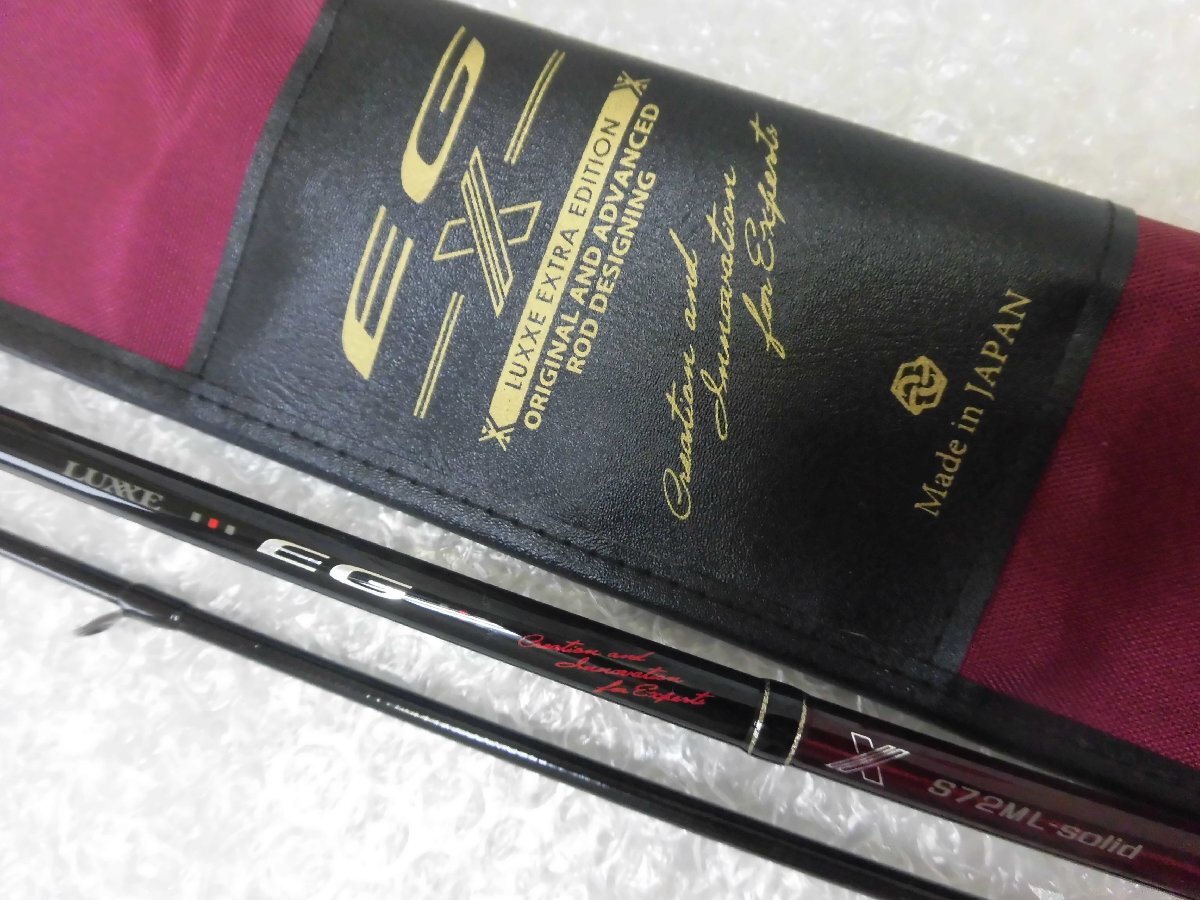 EG
X
LUXXE EXTRA EDITION
ORIGINAL AND ADVANCED
ROD DESIGNING
Creation and
Innovation
for Experts
Made in JAPAN
LUXXE
EG
Creation and
Innovation
for Experts
X S72ML-solid